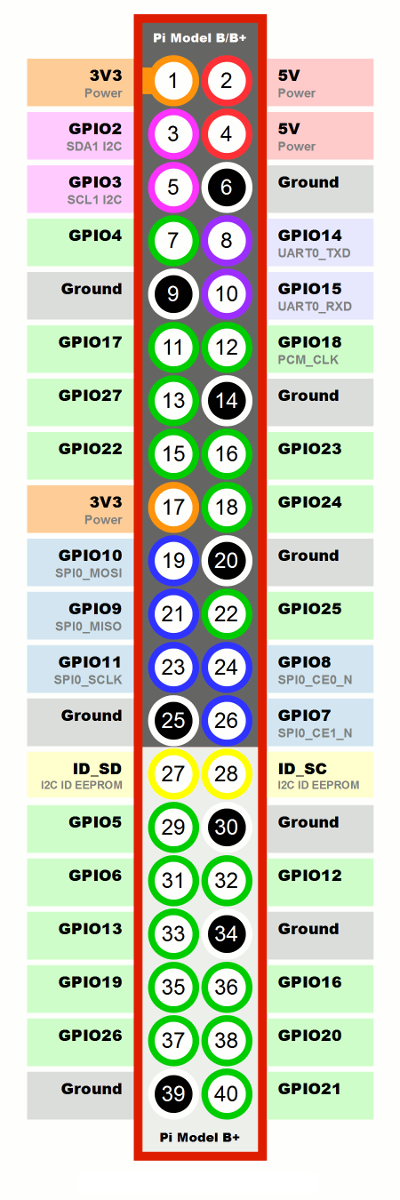 Pi Model B/B+
3V3 1 2 5V
Power Power
GPIO2 3 4 5V
SDA1 I2C Power
GPIO3 5 6 Ground
SCL1 I2C
GPIO4 7 8 GPIO14
UART0_TXD
Ground 9 10 GPIO15
UART0_RXD
GPIO17 11 12 GPIO18
PCM_CLK
GPIO27 13 14 Ground
GPIO22 15 16 GPIO23
3V3 17 18 GPIO24
Power
GPIO10 19 20 Ground
SPI0_MOSI
GPIO9 21 22 GPIO25
SPI0_MISO
GPIO11 23 24 GPIO8
SPI0_SCLK SPI0_CE0_N
Ground 25 26 GPIO7
SPI0_CE1_N
ID_SD 27 28 ID_SC
I2C ID EEPROM I2C ID EEPROM
GPIO5 29 30 Ground
GPIO6 31 32 GPIO12
GPIO13 33 34 Ground
GPIO19 35 36 GPIO16
GPIO26 37 38 GPIO20
Ground 39 40 GPIO21
Pi Model B+